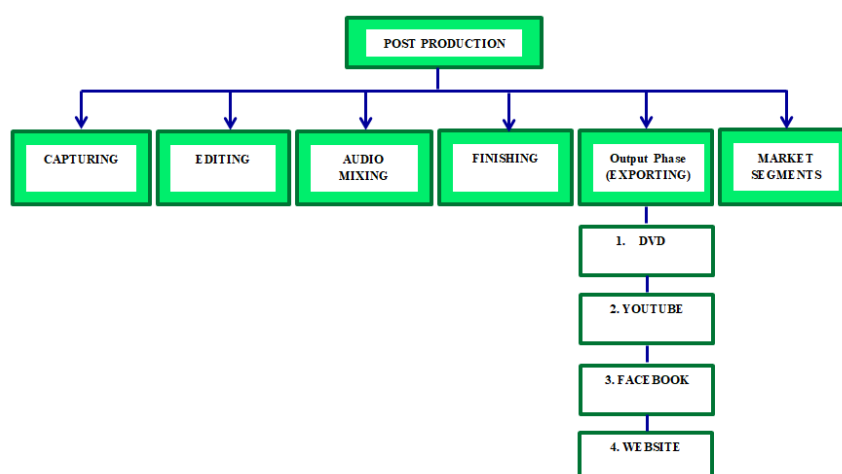 POST PRODUCTION
CAPTURING
EDITING
AUDIO
MIXING
FINISHING
Output Phase
(EXPORTING)
MARKET
SEGMENTS
1. DVD
2. YOUTUBE
3. FACEBOOK
4. WEBSITE